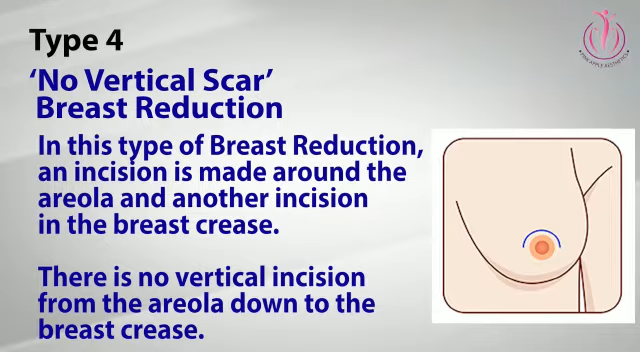 Type 4
‘No Vertical Scar’
Breast Reduction
In this type of Breast Reduction,
an incision is made around the
areola and another incision
in the breast crease.
There is no vertical incision
from the areola down to the
breast crease.